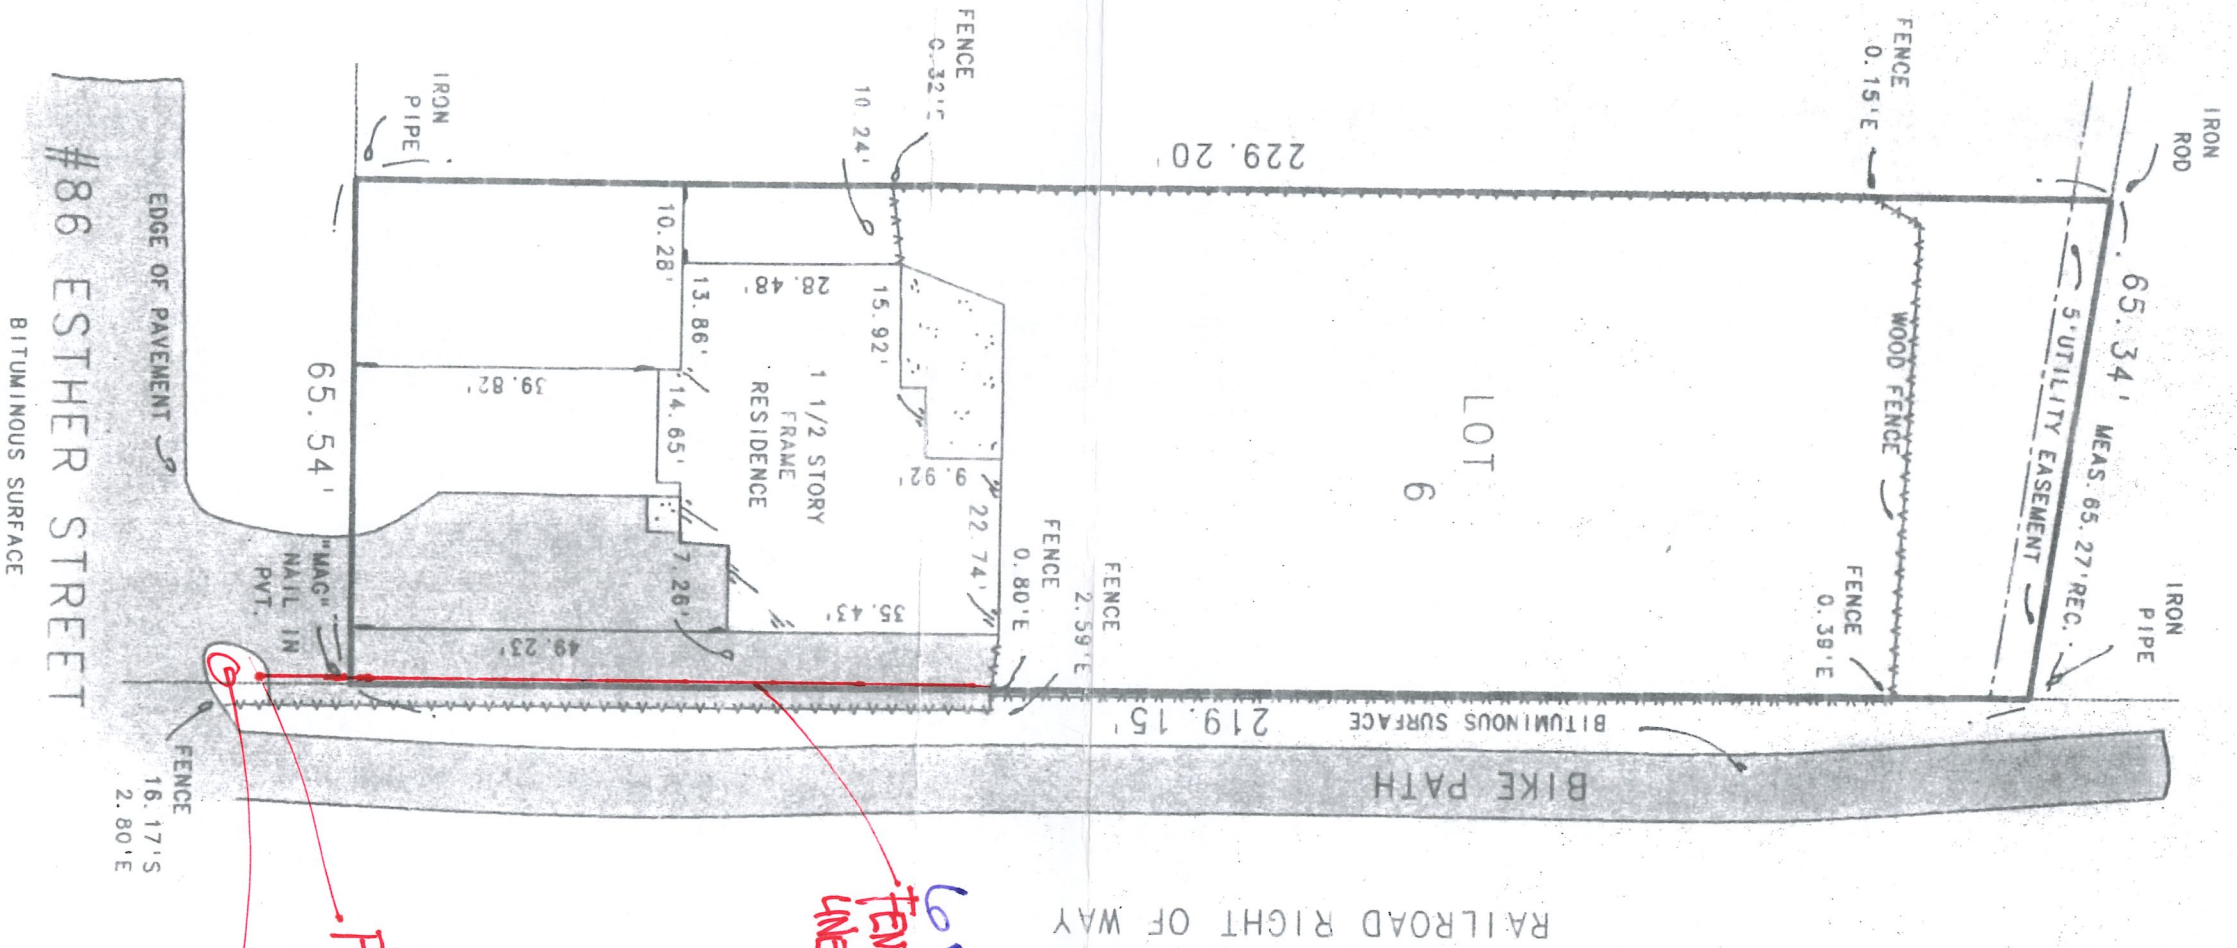 IRON
ROD
FENCE
0.15'E
FENCE
10.24'
IRON
PIPE
229.20'
65.34' MEAS. 65.27'REC.
5'UTILITY EASEMENT
WOOD FENCE
LOT
6
IRON
PIPE
FENCE
0.39'E
FENCE
2.59'E
FENCE
0.80'E
10.28'
13.86'
28.48'
15.92'
1 1/2 STORY
FRAME
RESIDENCE
9.92'
22.74'
39.82'
14.65'
7.26'
35.43'
49.23'
65.54'
"MAG"
NAIL IN
PVT.
EDGE OF PAVEMENT
#86 ESTHER STREET
BITUMINOUS SURFACE
219.15'
BITUMINOUS SURFACE
BIKE PATH
FENCE
16.17'S
2.80'E
RAILROAD RIGHT OF WAY